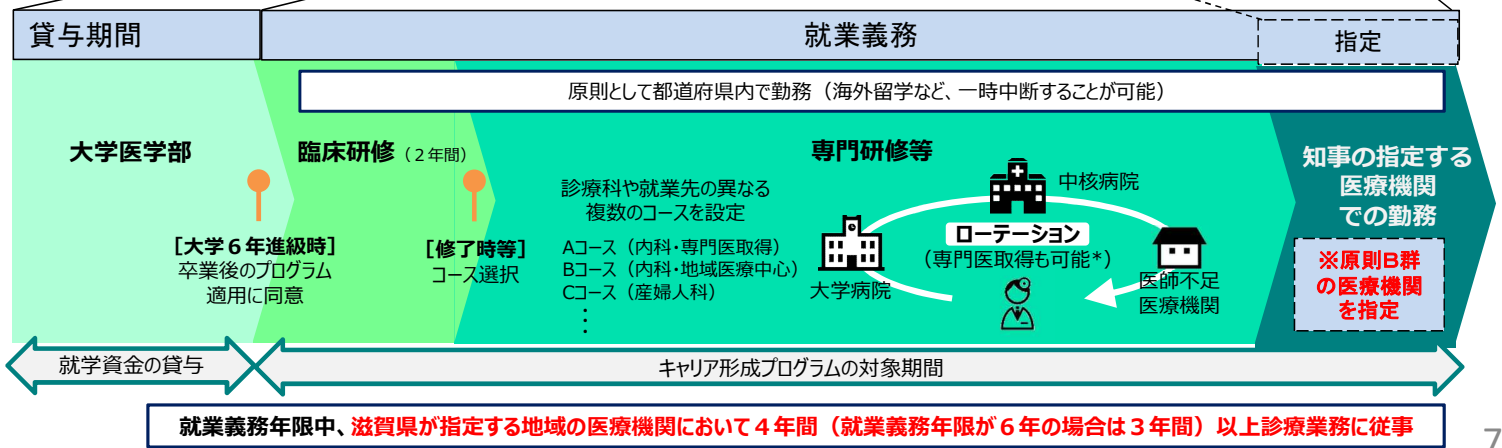 貸与期間
就業義務
指定
原則として都道府県内で勤務（海外留学など、一時中断することが可能）
大学医学部
臨床研修（２年間）
専門研修等
知事の指定する
医療機関
での勤務
※原則Ｂ群
の医療機関
を指定
［大学６年進級時］
卒業後のプログラム
適用に同意
［修了時等］
コース選択
診療科や就業先の異なる
複数のコースを設定
Aコース（内科・専門医取得）
Bコース（内科・地域医療中心）
Cコース（産婦人科）
：
中核病院
ローテーション
（専門医取得も可能*）
大学病院
医師不足
医療機関
就学資金の貸与
キャリア形成プログラムの対象期間
就業義務年限中、滋賀県が指定する地域の医療機関において４年間（就業義務年限が６年の場合は３年間）以上診療業務に従事
7